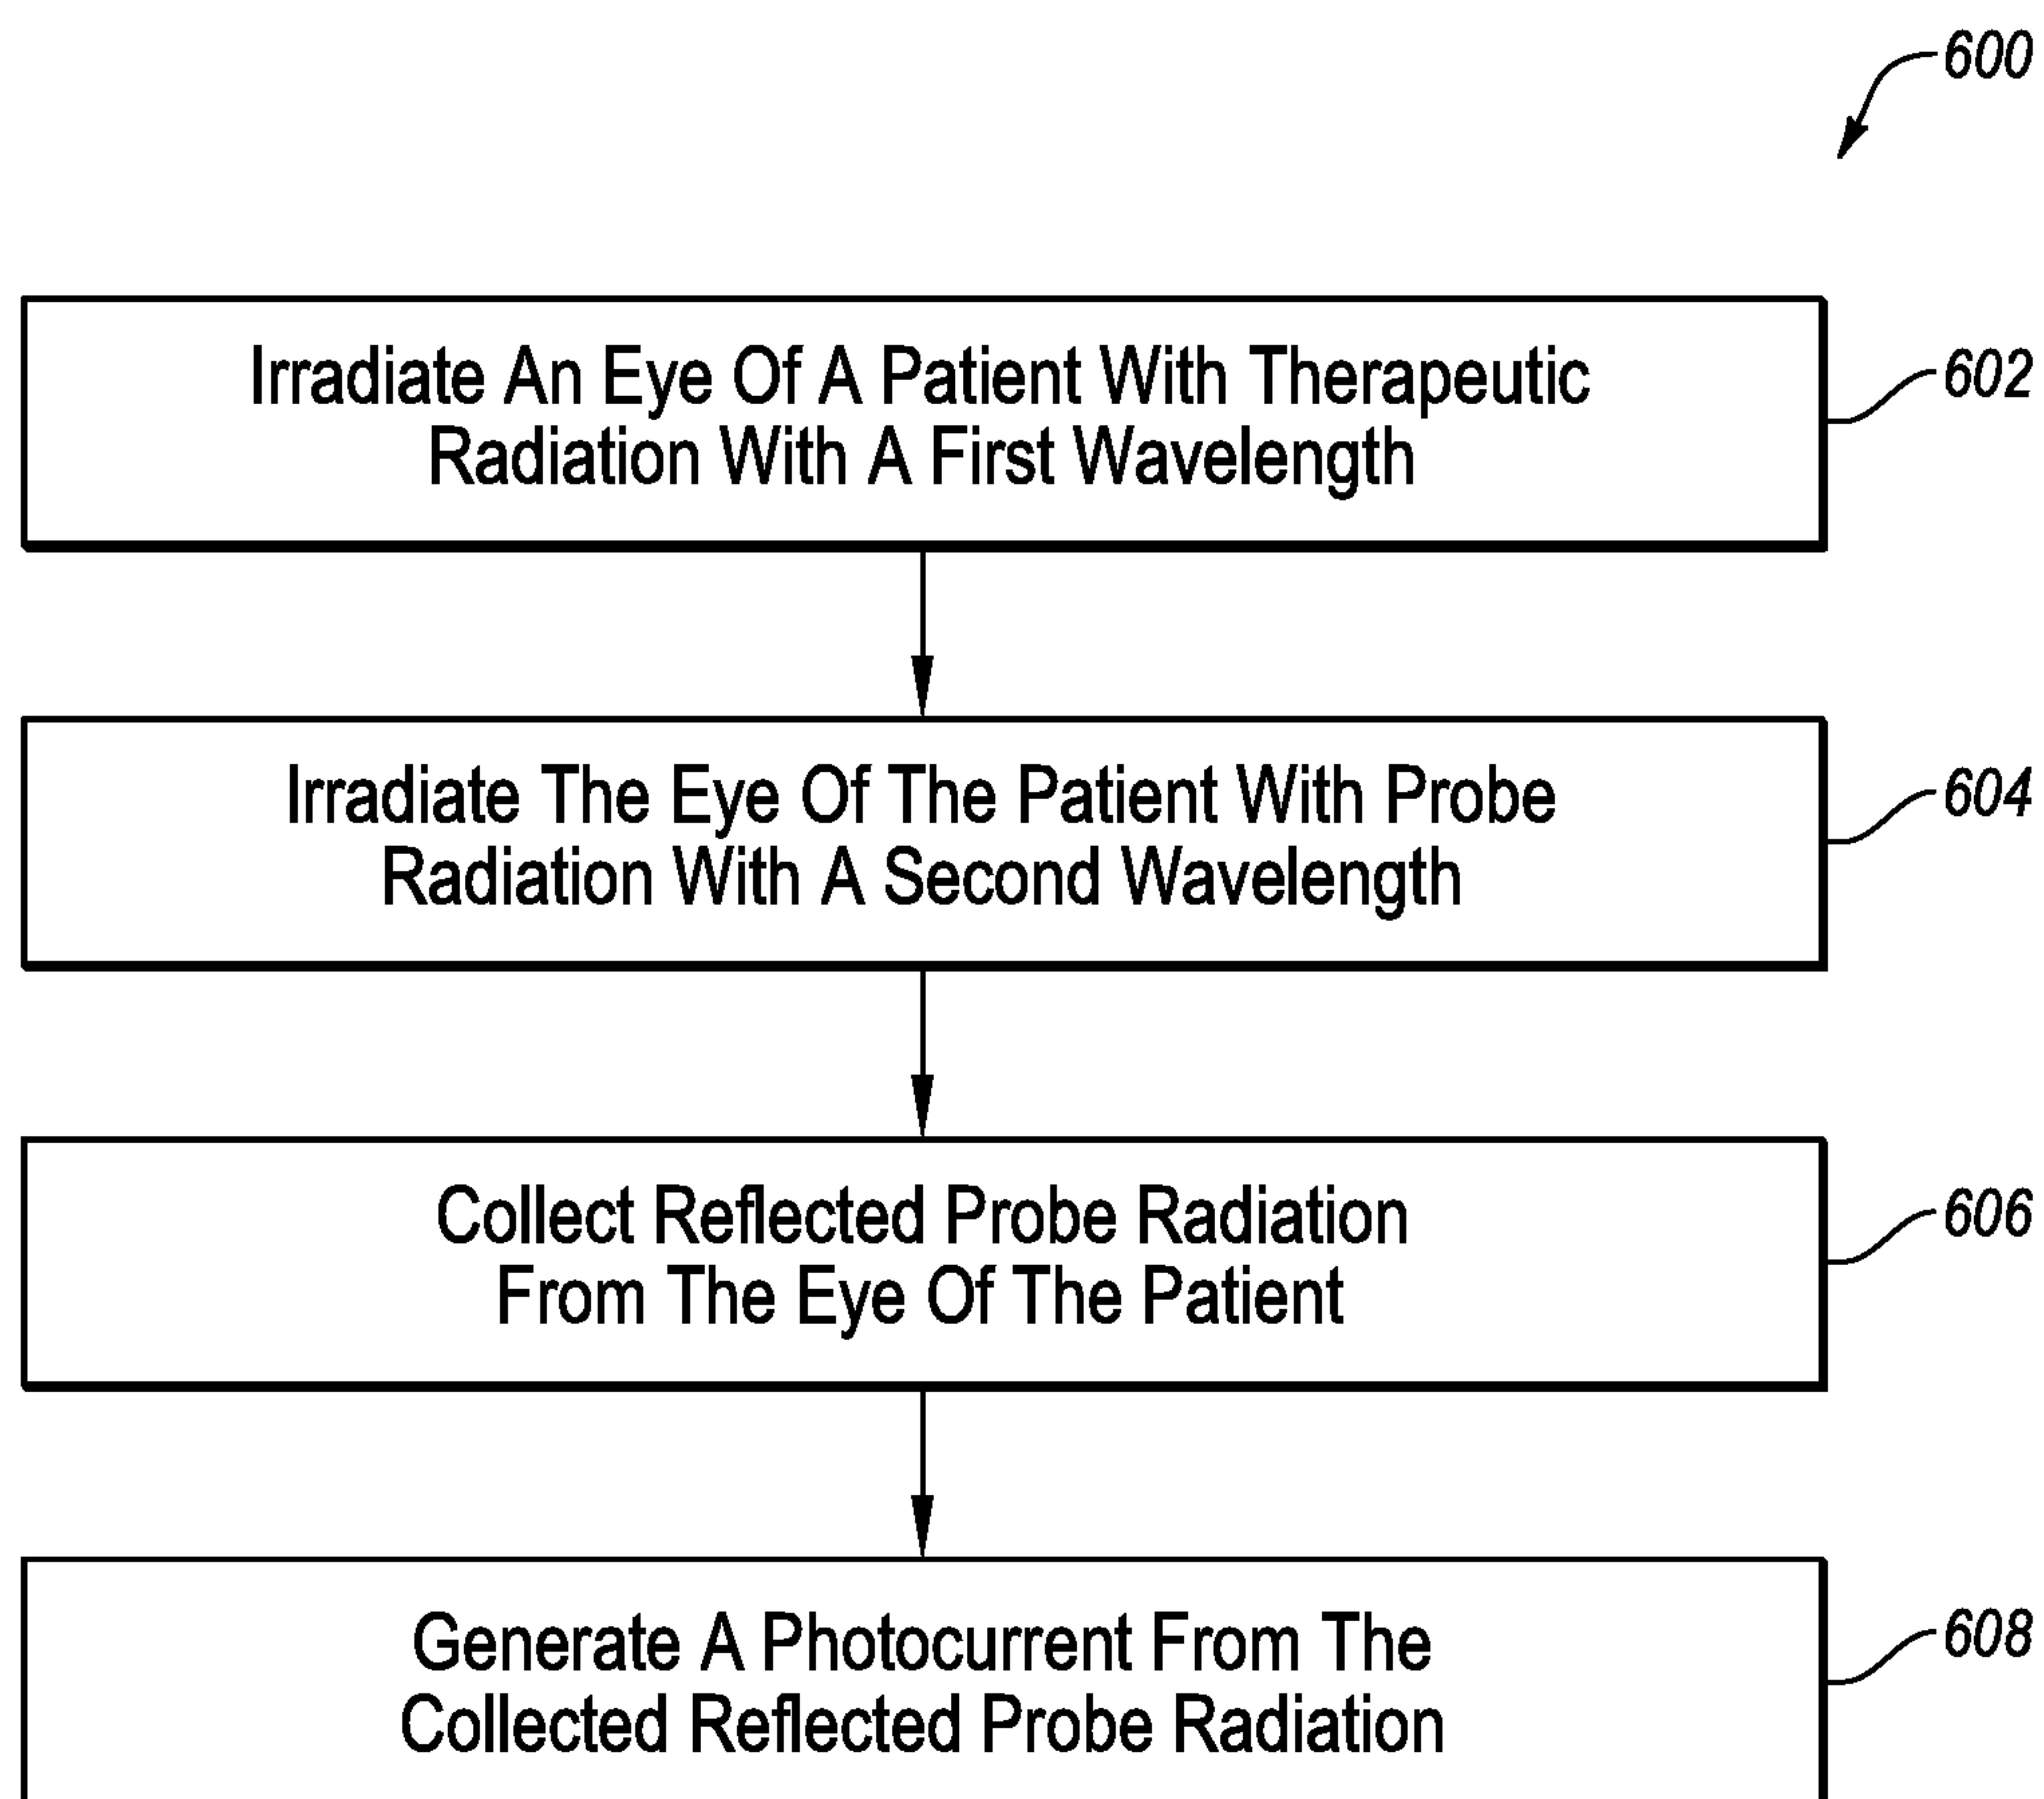 600
Irradiate An Eye Of A Patient With Therapeutic
Radiation With A First Wavelength
602
Irradiate The Eye Of The Patient With Probe
Radiation With A Second Wavelength
604
Collect Reflected Probe Radiation
From The Eye Of The Patient
606
Generate A Photocurrent From The
Collected Reflected Probe Radiation
608